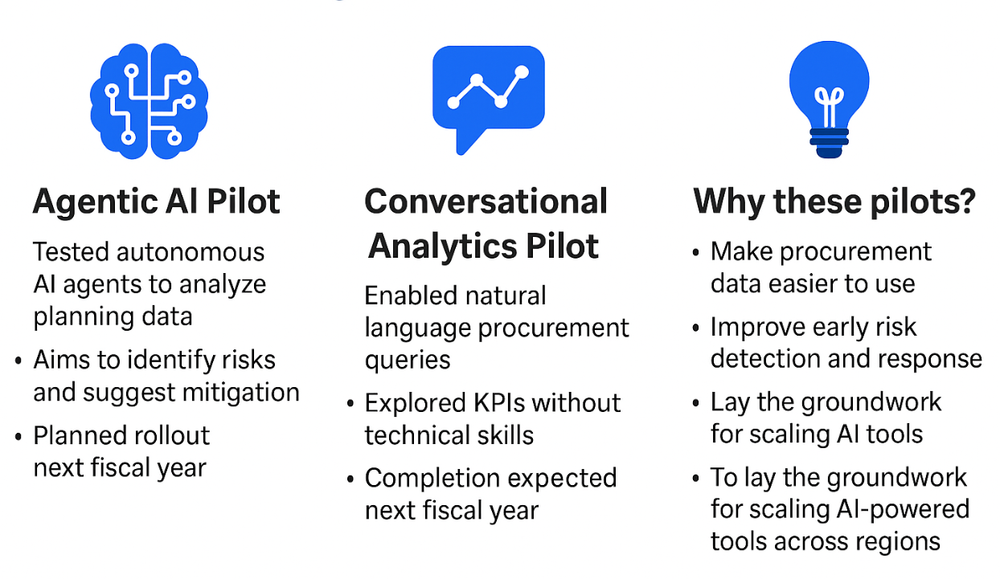 Agentic AI Pilot
Tested autonomous
AI agents to analyze
planning data
• Aims to identify risks
and suggest mitigation
• Planned rollout
next fiscal year
Conversational
Analytics Pilot
Enabled natural
language procurement
queries
• Explored KPIs without
technical skills
• Completion expected
next fiscal year
Why these pilots?
• Make procurement
data easier to use
• Improve early risk
detection and response
• Lay the groundwork
for scaling AI tools
• To lay the groundwork
for scaling AI-powered
tools across regions